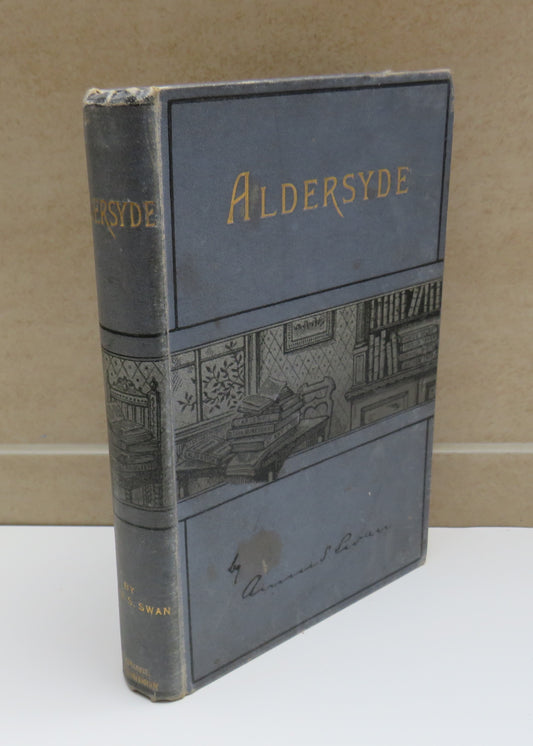 ALDERSYDE
by Annie S. Swan
ERSYDE
BY
S. SWAN